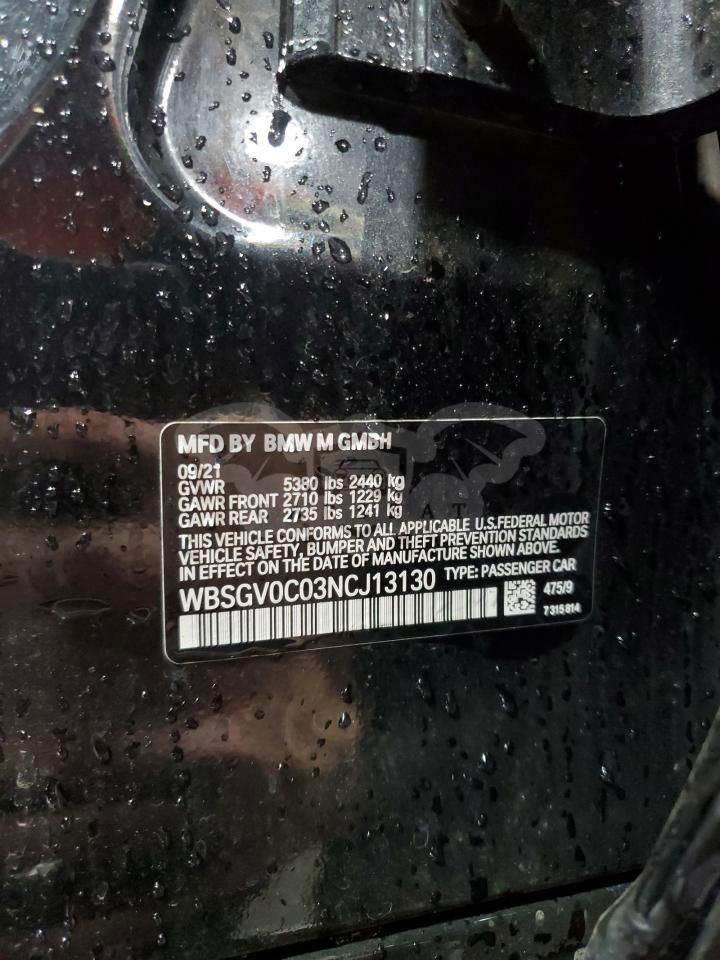 MFD BY BMW M GMBH
09/21
GVWR 5380 lbs 2440 kg
GAWR FRONT 2710 lbs 1229 kg
GAWR REAR 2735 lbs 1241 kg
THIS VEHICLE CONFORMS TO ALL APPLICABLE U.S.FEDERAL MOTOR
VEHICLE SAFETY, BUMPER AND THEFT PREVENTION STANDARDS
IN EFFECT ON THE DATE OF MANUFACTURE SHOWN ABOVE.
WBSGV0C03NCJ13130 TYPE: PASSENGER CAR
475/9
7315814